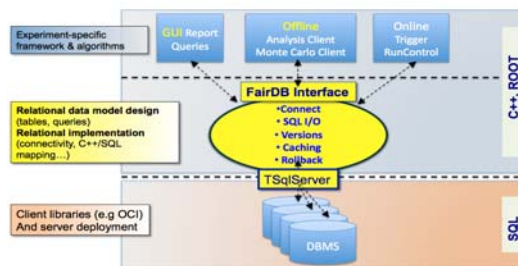 Experiment-specific
framework & algorithms
GUI Report
Queries
Offline
Analysis Client
Monte Carlo Client
Online
Trigger
RunControl
C++, ROOT
FairDB Interface
Relational data model design
(tables, queries)
Relational implementation
(connectivity, C++/SQL
mapping...)
•Connect
•SQL I/O
•Versions
•Caching
•Rollback
TSqlServer
Client libraries (e.g OCI)
And server deployment
DBMS
SQL